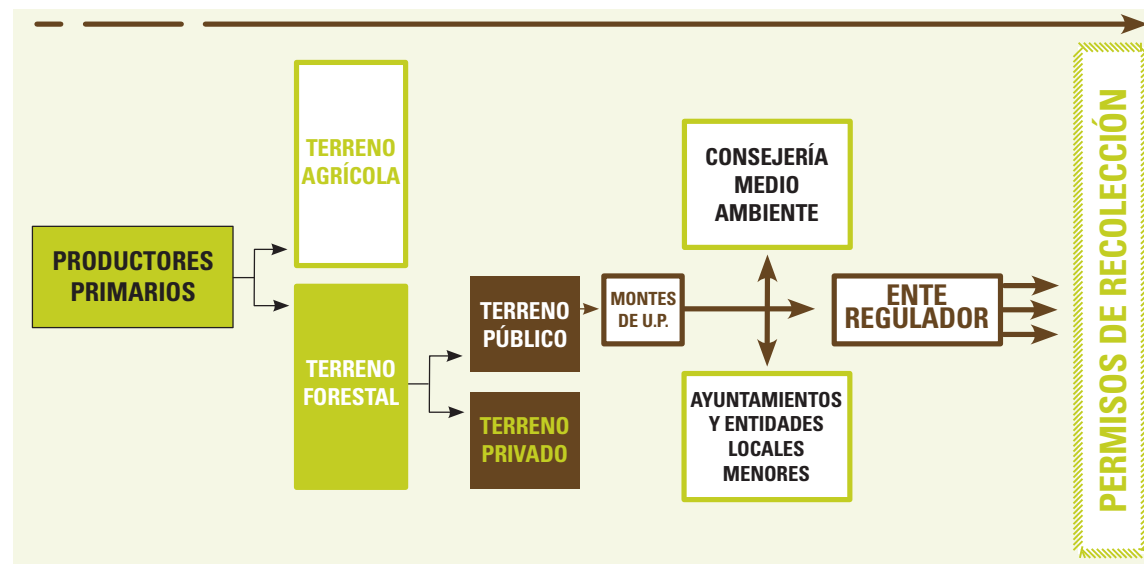 PRODUCTORES
PRIMARIOS
TERRENO
AGRÍCOLA
TERRENO
FORESTAL
TERRENO
PÚBLICO
TERRENO
PRIVADO
MONTES
DE U.P.
CONSEJERÍA
MEDIO
AMBIENTE
AYUNTAMIENTOS
Y ENTIDADES
LOCALES
MENORES
ENTE
REGULADOR
PERMISOS DE RECOLECCIÓN